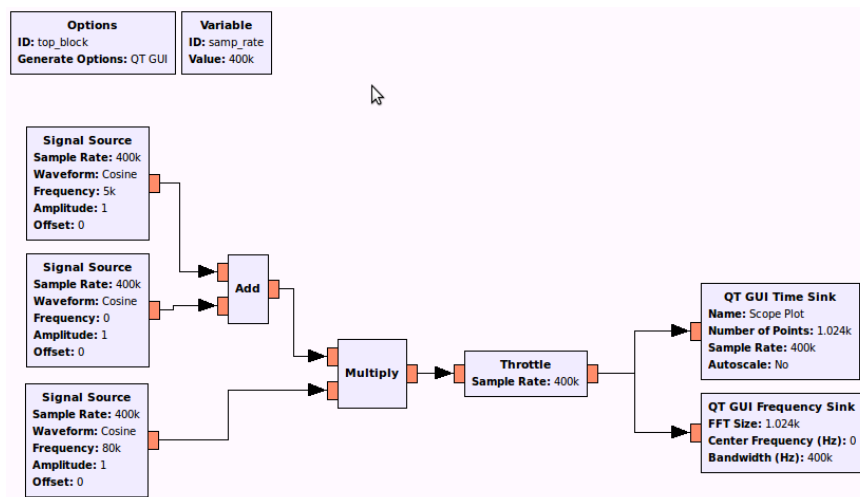 Options
ID: top_block
Generate Options: QT GUI
Variable
ID: samp_rate
Value: 400k
Signal Source
Sample Rate: 400k
Waveform: Cosine
Frequency: 5k
Amplitude: 1
Offset: 0
Signal Source
Sample Rate: 400k
Waveform: Cosine
Frequency: 0
Amplitude: 1
Offset: 0
Add
Signal Source
Sample Rate: 400k
Waveform: Cosine
Frequency: 80k
Amplitude: 1
Offset: 0
Multiply
Throttle
Sample Rate: 400k
QT GUI Time Sink
Name: Scope Plot
Number of Points: 1.024k
Sample Rate: 400k
Autoscale: No
QT GUI Frequency Sink
FFT Size: 1.024k
Center Frequency (Hz): 0
Bandwidth (Hz): 400k